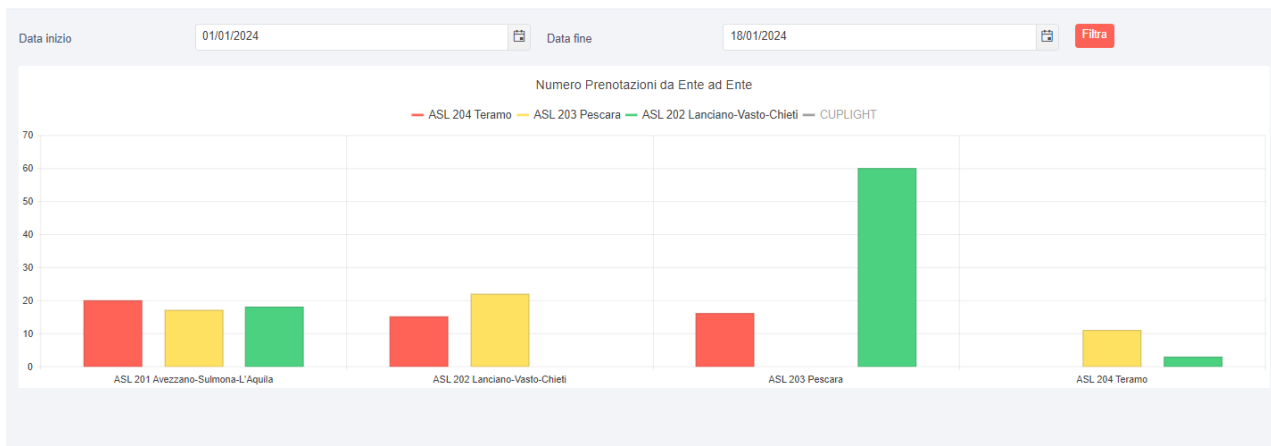 Data inizio 01/01/2024 Data fine 18/01/2024 Filtra
Numero Prenotazioni da Ente ad Ente
ASL 204 Teramo ASL 203 Pescara ASL 202 Lanciano-Vasto-Chieti CUPLIGHT
70
60
50
40
30
20
10
0
ASL 201 Avezzano-Sulmona-L'Aquila ASL 202 Lanciano-Vasto-Chieti ASL 203 Pescara ASL 204 Teramo